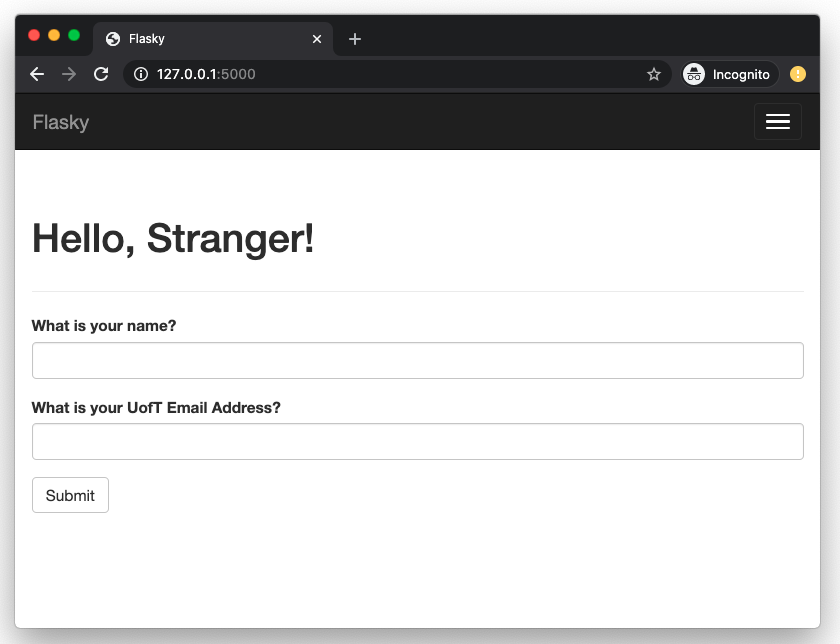 Flasky
127.0.0.1:5000
Incognito
Flasky
Hello, Stranger!
What is your name?
What is your UofT Email Address?
Submit